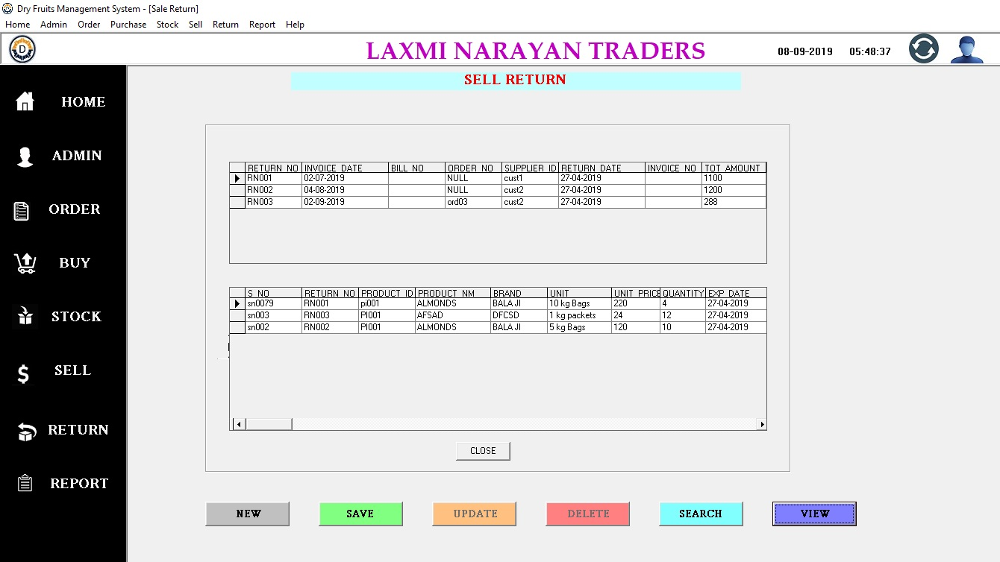 Dry Fruits Management System - [Sale Return]
Home Admin Order Purchase Stock Sell Return Report Help
D LAXMI NARAYAN TRADERS 08-09-2019 05:48:37
SELL RETURN
HOME
ADMIN
ORDER
BUY
STOCK
SELL
RETURN
REPORT
RETURN_NO INVOICE_DATE BILL_NO ORDER_NO SUPPLIER_ID RETURN_DATE INVOICE_NO TOT_AMOUNT
RN001 02-07-2019 NULL cust1 27-04-2019 1100
RN002 04-08-2019 NULL cust2 27-04-2019 1200
RN003 02-09-2019 ord03 cust2 27-04-2019 288
S_NO RETURN_NO PRODUCT_ID PRODUCT_NM BRAND UNIT UNIT_PRICE QUANTITY EXP_DATE
sn0079 RN001 pi001 ALMONDS BALAJI 10 kg Bags 220 4 27-04-2019
sn003 RN003 PI001 AFSAD DFCSD 1 kg packets 24 12 27-04-2019
sn002 RN002 PI001 ALMONDS BALAJI 5 kg Bags 120 10 27-04-2019
CLOSE
NEW SAVE UPDATE DELETE SEARCH VIEW